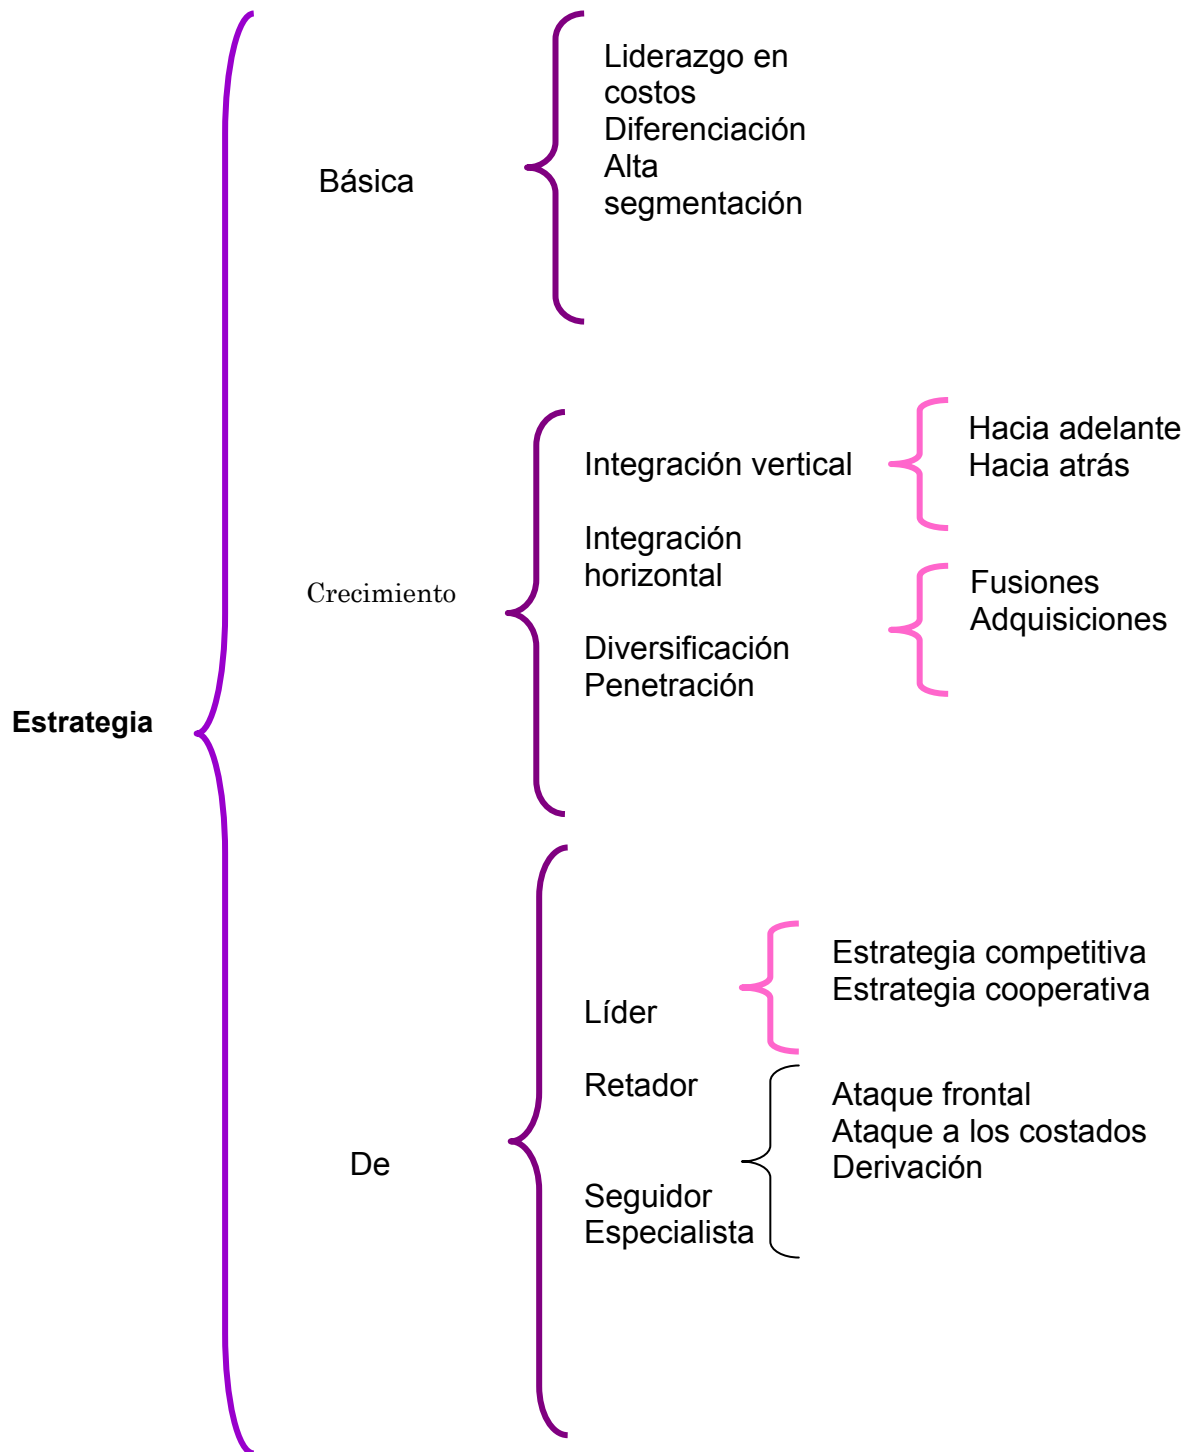 Estrategia
Básica
Liderazgo en
costos
Diferenciación
Alta
segmentación
Crecimiento
Integración vertical
Hacia adelante
Hacia atrás
Integración
horizontal
Fusiones
Adquisiciones
Diversificación
Penetración
De
Líder
Estrategia competitiva
Estrategia cooperativa
Retador
Ataque frontal
Ataque a los costados
Derivación
Seguidor
Especialista